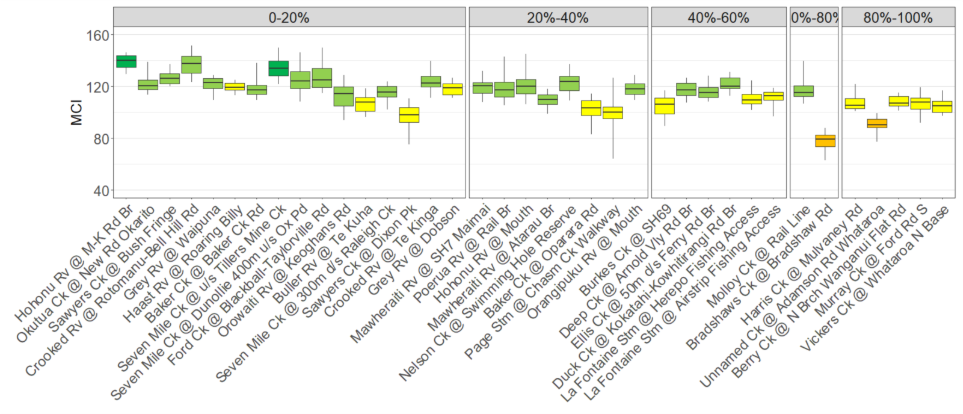 0-20%
20%-40%
40%-60%
0%-80%
80%-100%
160
120
80
40
MCI
Hohonu Rv @ M-K Rd Br
Okutua Ck @ New Rd Okarito
Sawyers Ck @ Bush Fringe
Crooked Rv @ Rotomanu-Bell Hill Rd
Grey Rv @ Waipuna
Hast Rv @ Roaring Billy
Baker Ck @ Baker Ck Rd
Seven Mile Ck @ u/s Tillers Mine Ck
Seven Mile Ck @ Dunollie 400m u/s Ox Pd
Ford Ck @ Blackball-Taylorville Rd
Orowaiti Rv @ Keoghans Rd
Buller Rv @ Te Kuha
Seven Mile Ck @ 300m d/s Raleigh Ck
Sawyers Ck @ Dixon Pk
Crooked Rv @ Te Kinga
Grey Rv @ Dobson
Mawheraiti Rv @ SH7 Maimai
Poerua Rv @ Rail Br
Hohonu Rv @ Mouth
Mawheraiti Rv @ Atarau Br
Nelson Ck @ Swimming Hole Reserve
Baker Ck @ Oparara Rd
Page Stm @ Chasm Ck Walkway
Orangipuku Rv @ Mouth
Burkes Ck @ SH69
Deep Ck @ Arnold Vly Rd Br
Ellis Ck @ 50m d/s Ferry Rd Br
Duck Ck @ Kokatahi-Kowhitirangi Rd Br
La Fontaine Stm @ Herepo Fishing Access
La Fontaine Stm @ Airstrip Fishing Access
Molloy Ck @ Rail Line
Bradshaws Ck @ Bradshaw Rd
Harris Ck @ Mulvaney Rd
Unnamed Ck @ Adamson Rd Whataroa
Berry Ck @ N Brch Wanganui Flat Rd
Murray Ck @ Ford Rd S
Vickers Ck @ Whataroa N Base